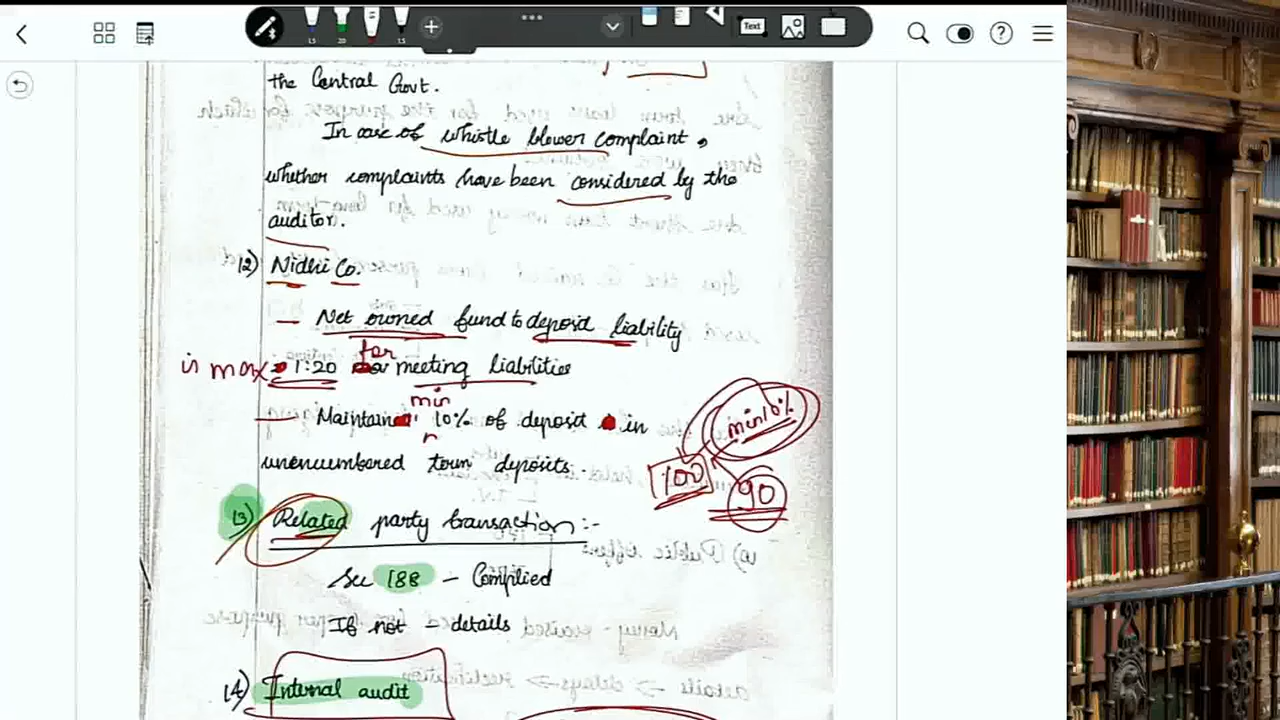 Text
the Central Govt.
In case of whistle blower complaint,
whether complaints have been considered by the
auditor.
12) Nidhi Co.
— Net owned fund to deposit liability
is max 1:20 for meeting liabilities
min
— Maintain 10% of deposit in
unencumbered term deposits.
min 10%
100
90
13) Related party transaction :-
Sec 188 — Complied
If not — details
14) Internal audit